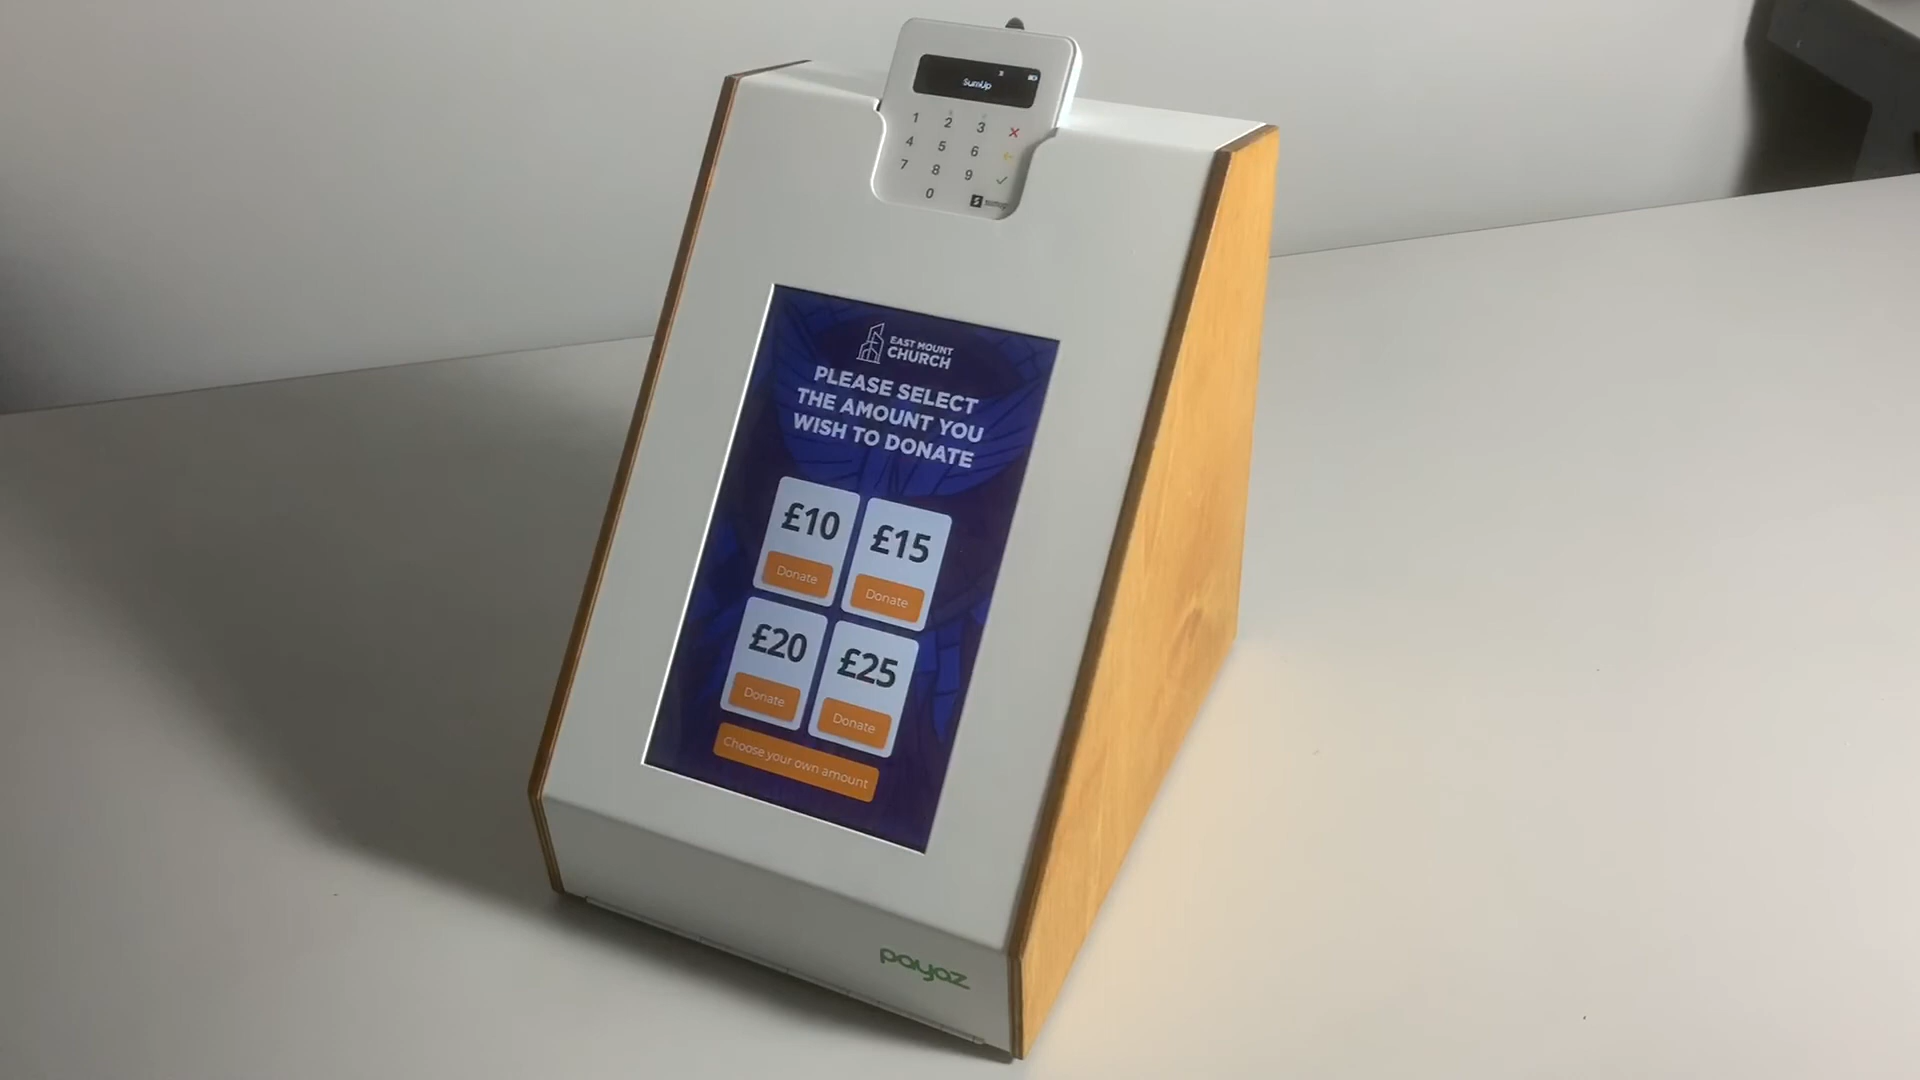 SumUp
1 2 3
4 5 6
7 8 9
0
EAST MOUNT
CHURCH
PLEASE SELECT
THE AMOUNT YOU
WISH TO DONATE
£10 £15
Donate Donate
£20 £25
Donate Donate
Choose your own amount
payaz